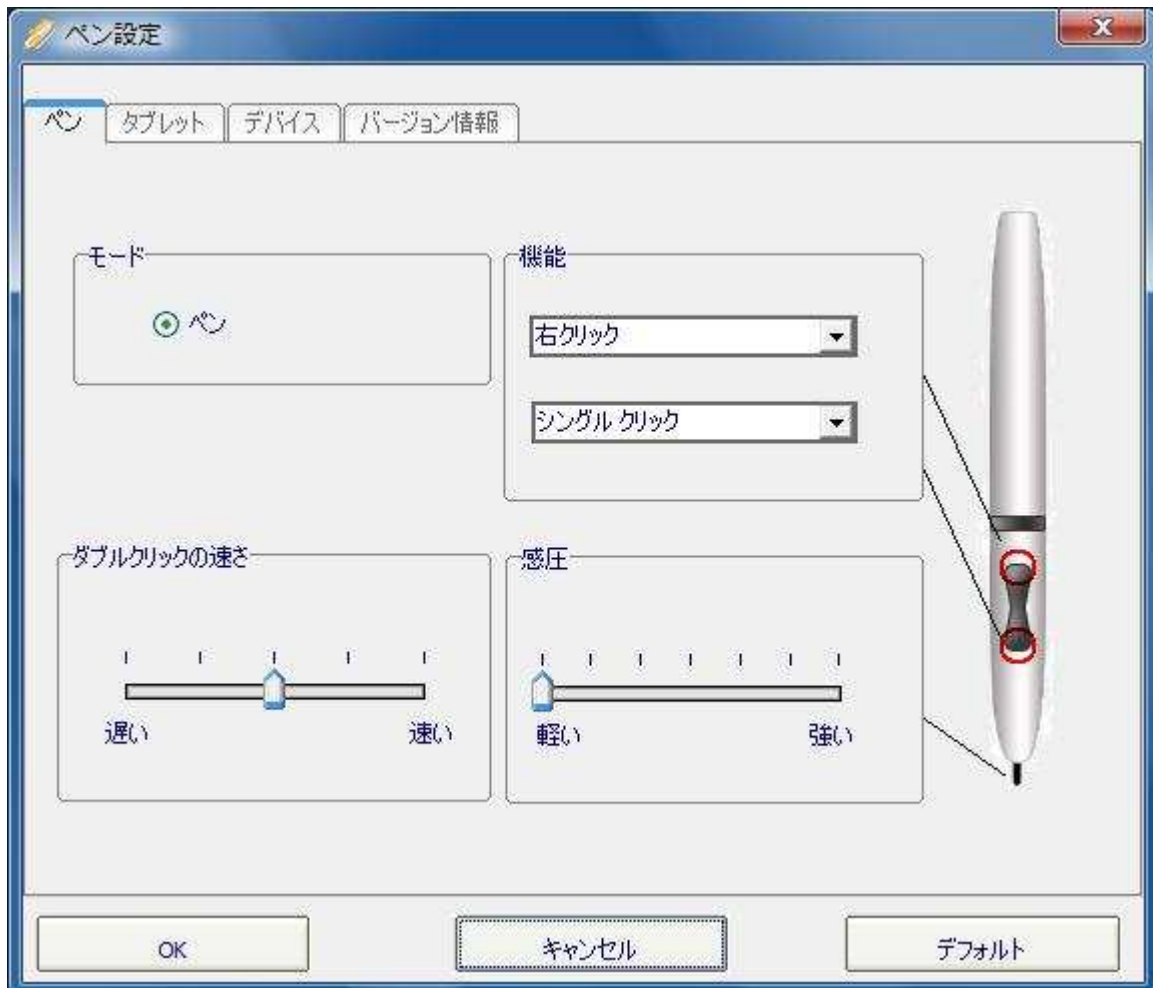 ペン設定
ペン タブレット デバイス バージョン情報
モード
ペン
機能
右クリック
シングル クリック
ダブルクリックの速さ
遅い 速い
感圧
軽い 強い
OK キャンセル デフォルト